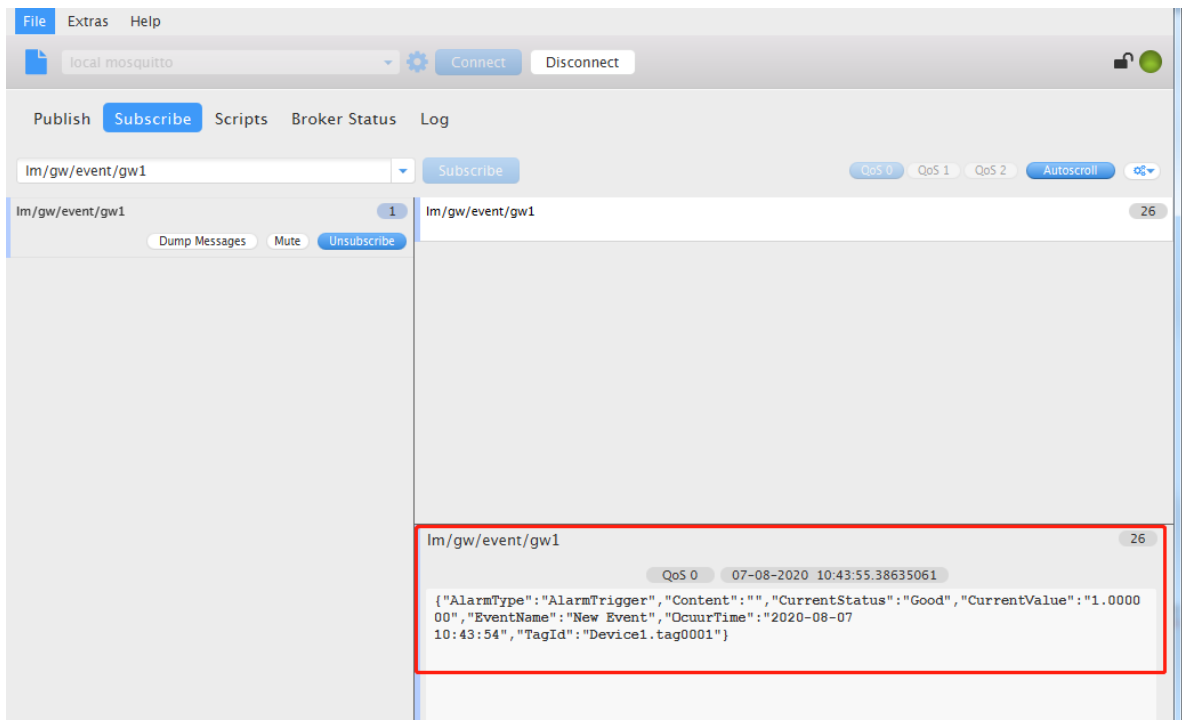 File Extras Help
local mosquitto Connect Disconnect
Publish Subscribe Scripts Broker Status Log
lm/gw/event/gw1 Subscribe QoS 0 QoS 1 QoS 2 Autoscroll
lm/gw/event/gw1 1
Dump Messages Mute Unsubscribe
lm/gw/event/gw1 26
lm/gw/event/gw1 26
QoS 0 07-08-2020 10:43:55.38635061
{"AlarmType":"AlarmTrigger","Content":"","CurrentStatus":"Good","CurrentValue":"1.0000
00","EventName":"New Event","OcuurTime":"2020-08-07
10:43:54","TagId":"Device1.tag0001"}